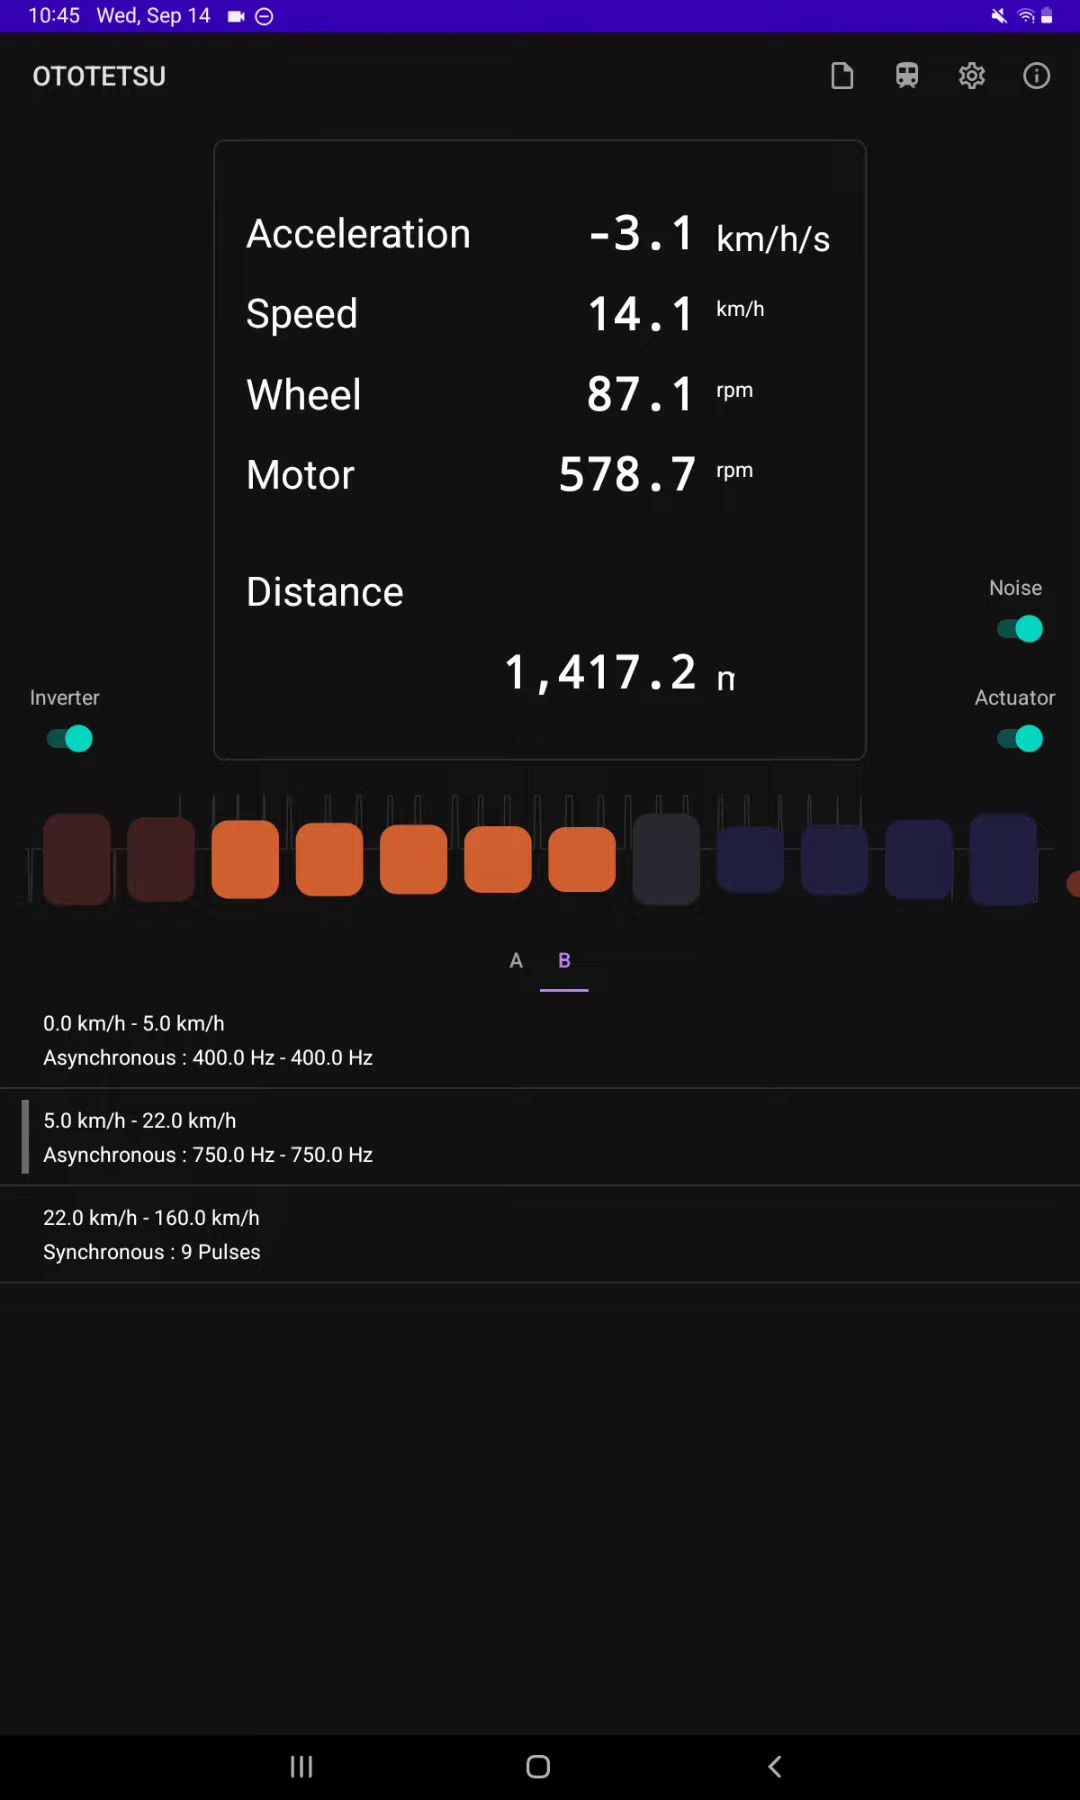 10:45 Wed, Sep 14
OTOTETSU
Acceleration -3.1 km/h/s
Speed 14.1 km/h
Wheel 87.1 rpm
Motor 578.7 rpm
Distance
1,417.2
Noise
Inverter
Actuator
A B
0.0 km/h - 5.0 km/h
Asynchronous : 400.0 Hz - 400.0 Hz
5.0 km/h - 22.0 km/h
Asynchronous : 750.0 Hz - 750.0 Hz
22.0 km/h - 160.0 km/h
Synchronous : 9 Pulses